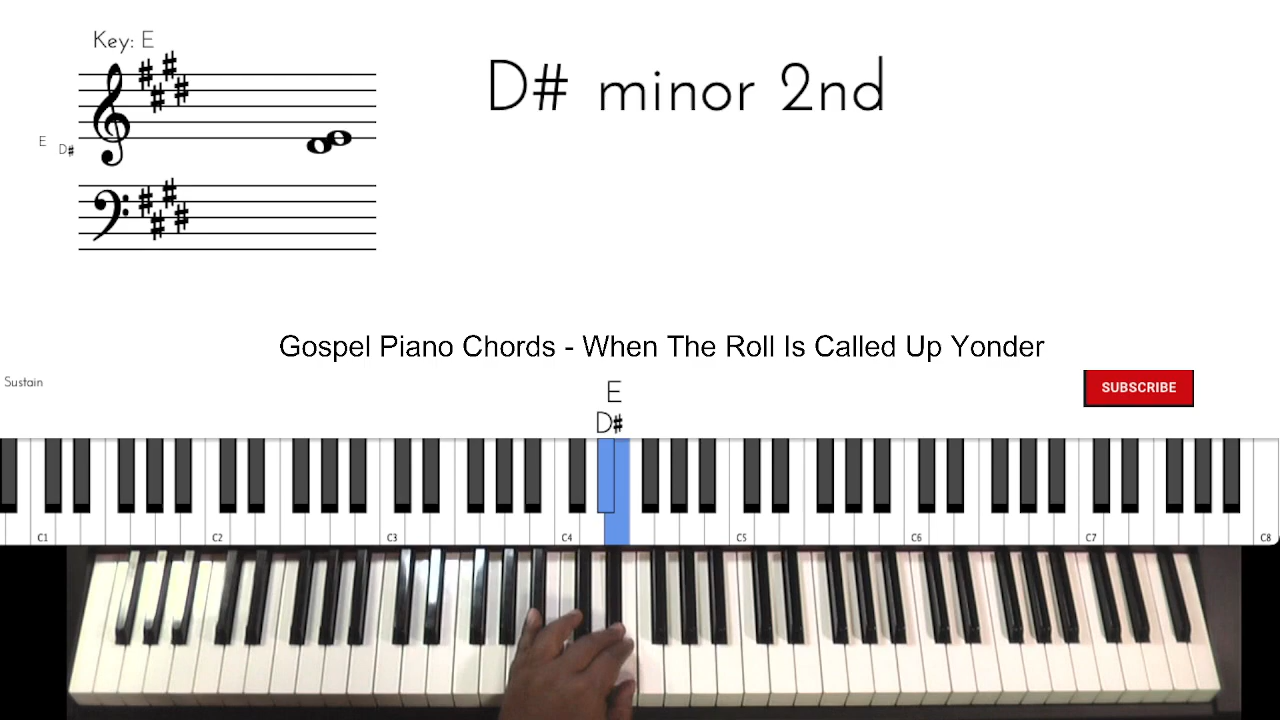 Key: E
D# minor 2nd
E
D#
Gospel Piano Chords - When The Roll Is Called Up Yonder
Sustain
SUBSCRIBE
E
D#
C1 C2 C3 C4 C5 C6 C7 C8